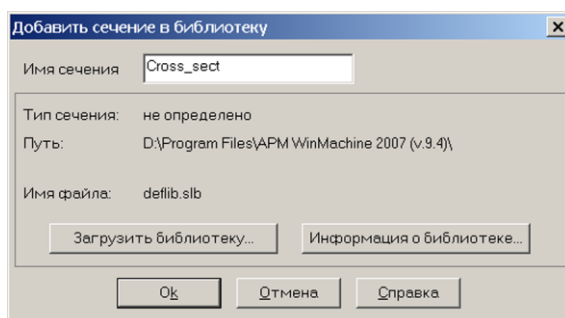 Добавить сечение в библиотеку
Имя сечения Cross_sect
Тип сечения: не определено
Путь: D:\Program Files\APM WinMachine 2007 (v.9.4)\
Имя файла: deflib.slb
Загрузить библиотеку... Информация о библиотеке...
Ok Отмена Справка